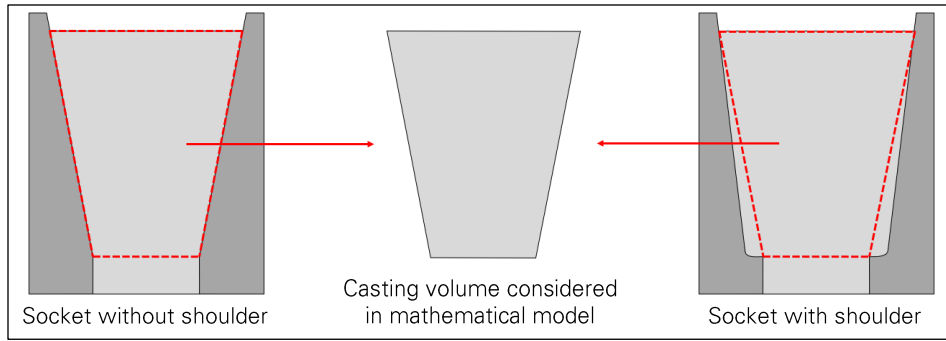 Socket without shoulder
Casting volume considered
in mathematical model
Socket with shoulder